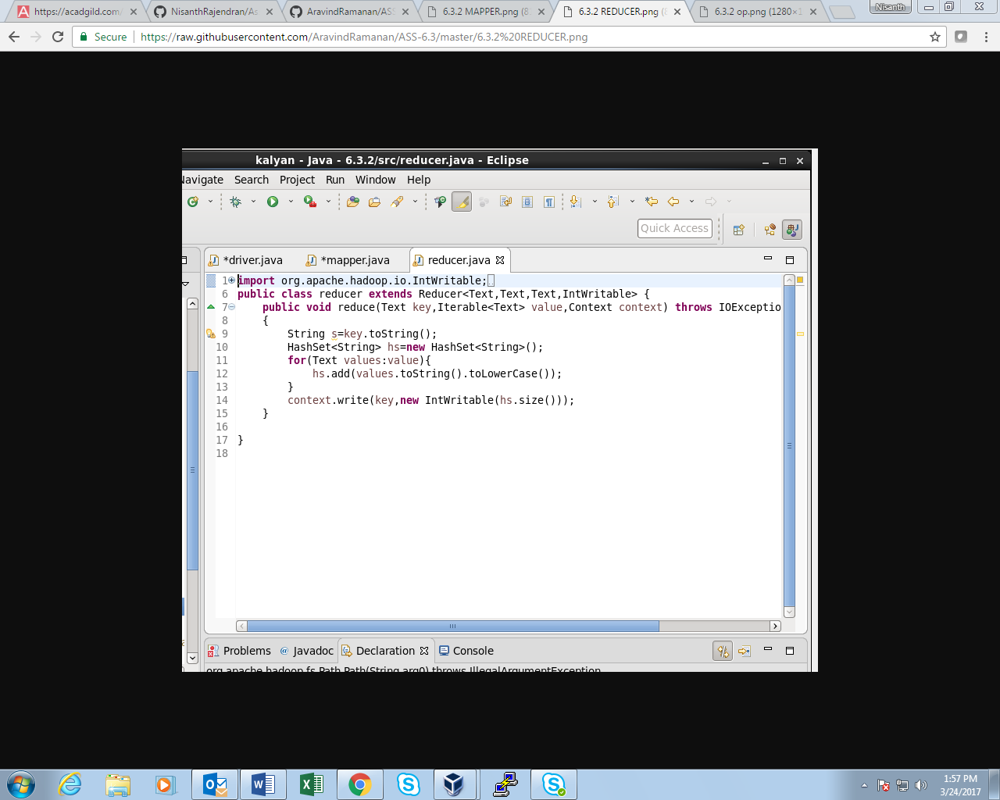 https://acadgild.com/
NisanthRajendran/As
AravindRamanan/ASS
6.3.2 MAPPER.png (8
6.3.2 REDUCER.png (8
6.3.2 op.png (1280×1
Nisanth
Secure
https://raw.githubusercontent.com/AravindRamanan/ASS-6.3/master/6.3.2%20REDUCER.png
kalyan - Java - 6.3.2/src/reducer.java - Eclipse
Navigate Search Project Run Window Help
Quick Access
*driver.java *mapper.java reducer.java
1 import org.apache.hadoop.io.IntWritable;
6 public class reducer extends Reducer<Text,Text,Text,IntWritable> {
7 public void reduce(Text key,Iterable<Text> value,Context context) throws IOExceptio
8 {
9 String s=key.toString();
10 HashSet<String> hs=new HashSet<String>();
11 for(Text values:value){
12 hs.add(values.toString().toLowerCase());
13 }
14 context.write(key,new IntWritable(hs.size()));
15 }
16
17 }
18
Problems @ Javadoc Declaration Console
org.apache.hadoop.fs.Path.Path(String arg0) throws IllegalArgumentException
1:57 PM
3/24/2017